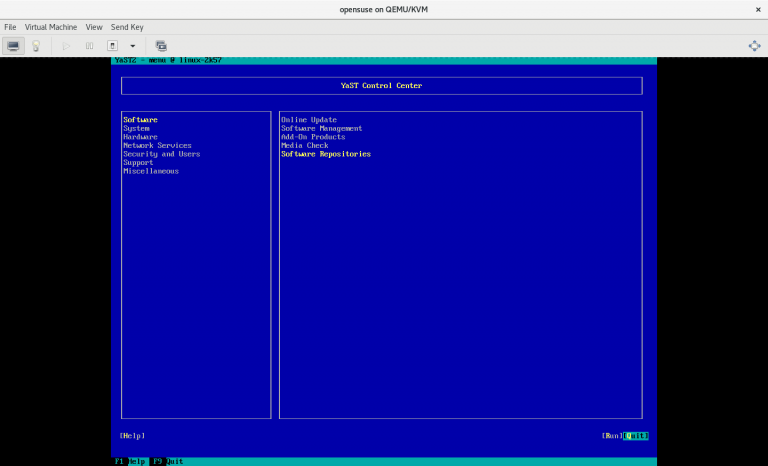 opensuse on QEMU/KVM
File Virtual Machine View Send Key
YaST2 - menu @ linux-2k57
YaST Control Center
Software
System
Hardware
Network Services
Security and Users
Support
Miscellaneous
Online Update
Software Management
Add-On Products
Media Check
Software Repositories
[Help] [Run][Quit]
F1 Help F9 Quit